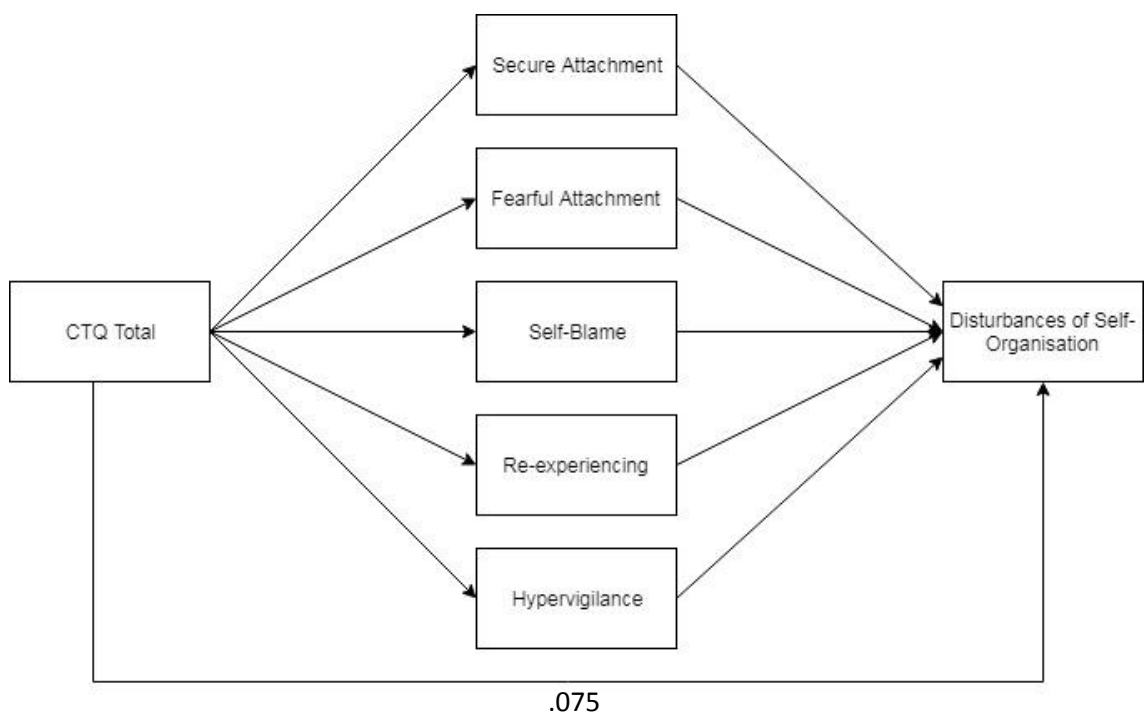 Secure Attachment
Fearful Attachment
CTQ Total
Self-Blame
Disturbances of Self-
Organisation
Re-experiencing
Hypervigilance
.075